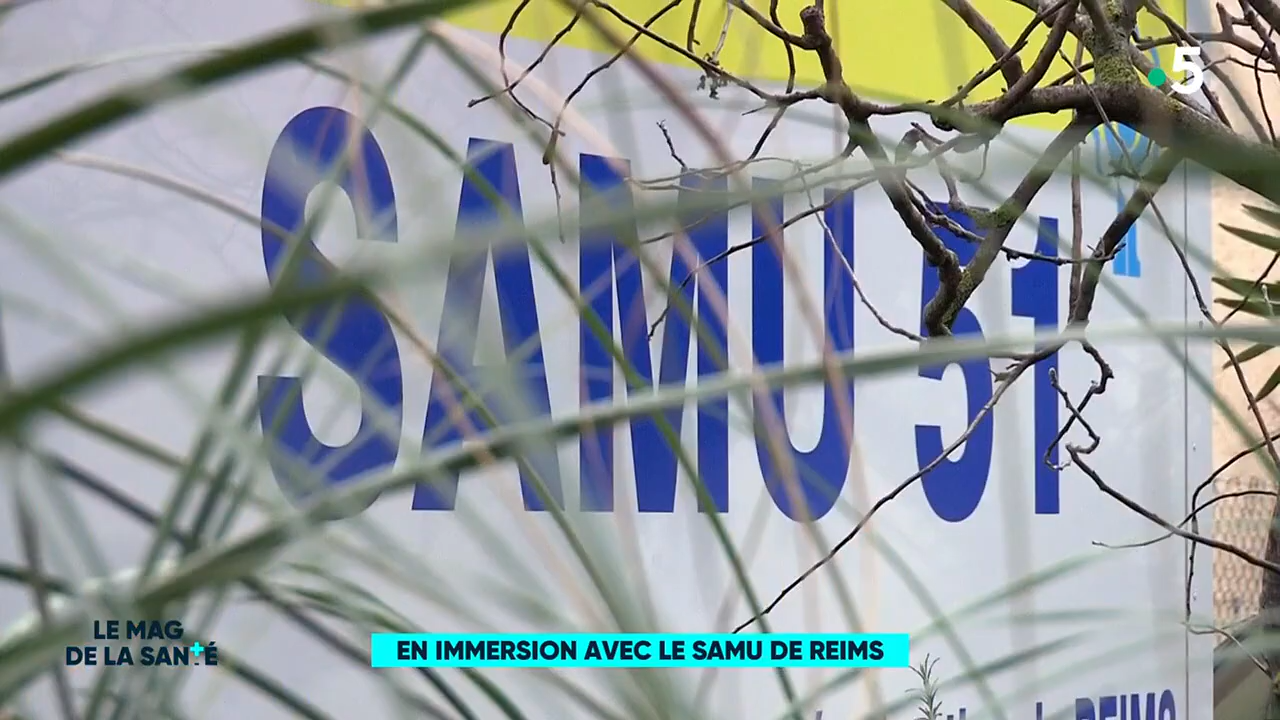 5
SAMU 51
REIMS
LE MAG
DE LA SANTÉ
EN IMMERSION AVEC LE SAMU DE REIMS